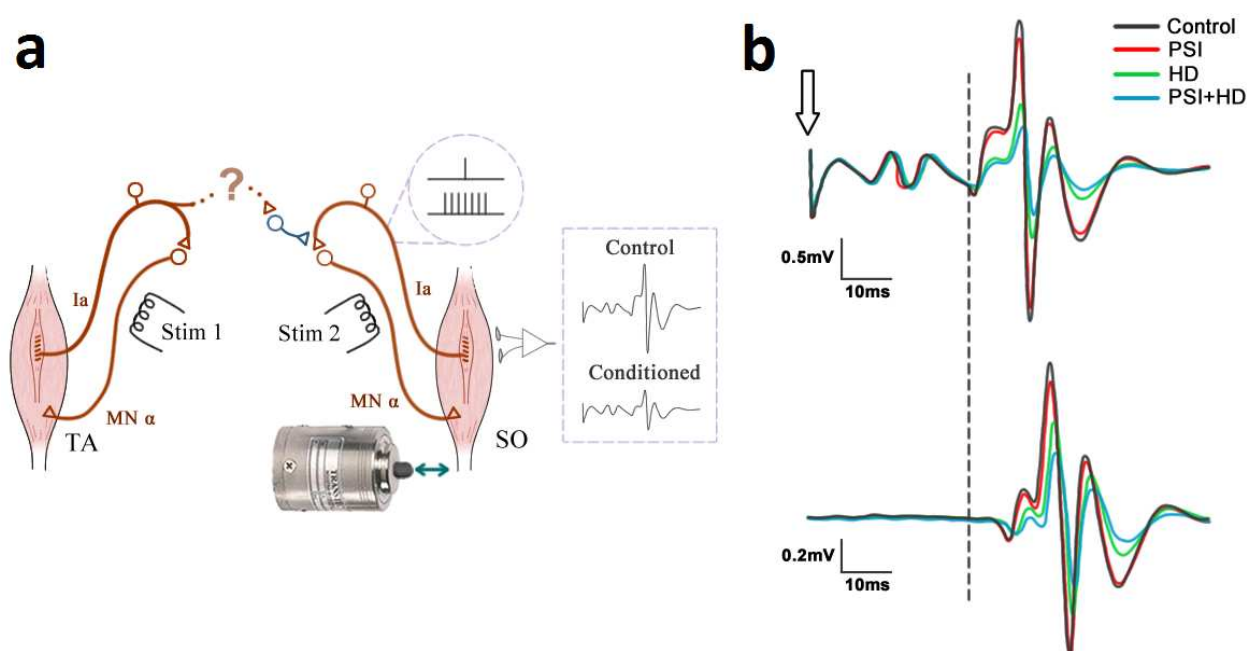 a
?
Ia
Stim 1
MN α
TA
Stim 2
Ia
MN α
SO
Control
Conditioned
b
Control
PSI
HD
PSI+HD
0.5mV
10ms
0.2mV
10ms